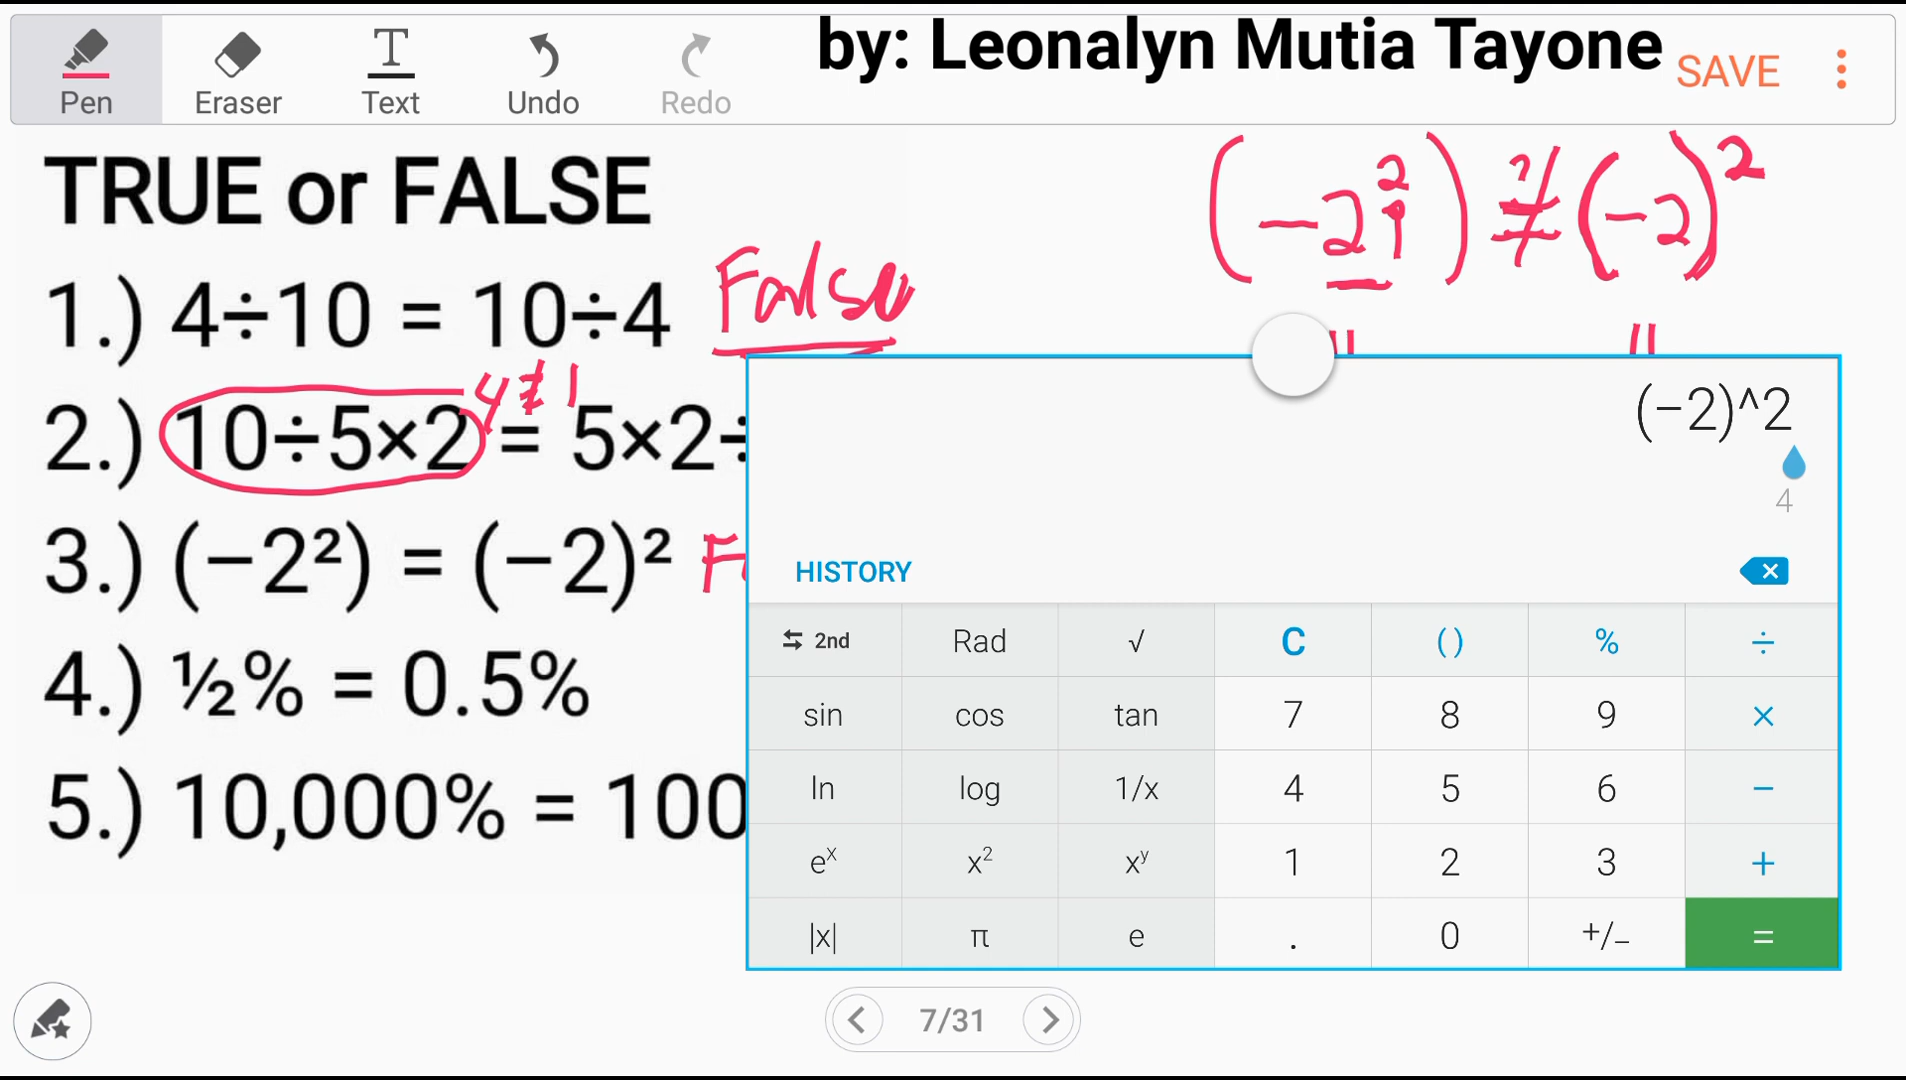 by: Leonalyn Mutia Tayone
Pen Eraser Text Undo Redo SAVE
TRUE or FALSE
(−2²) ≠ (−2)²
1.) 4÷10 = 10÷4 False
4 ≠ 1
2.) 10÷5×2 = 5×2÷
3.) (−2²) = (−2)² F
4.) ½% = 0.5%
5.) 10,000% = 100
(−2)^2
4
HISTORY
2nd Rad √ C ( ) % ÷
sin cos tan 7 8 9 ×
ln log 1/x 4 5 6 −
eˣ x² xʸ 1 2 3 +
|x| π e . 0 +/− =
7/31